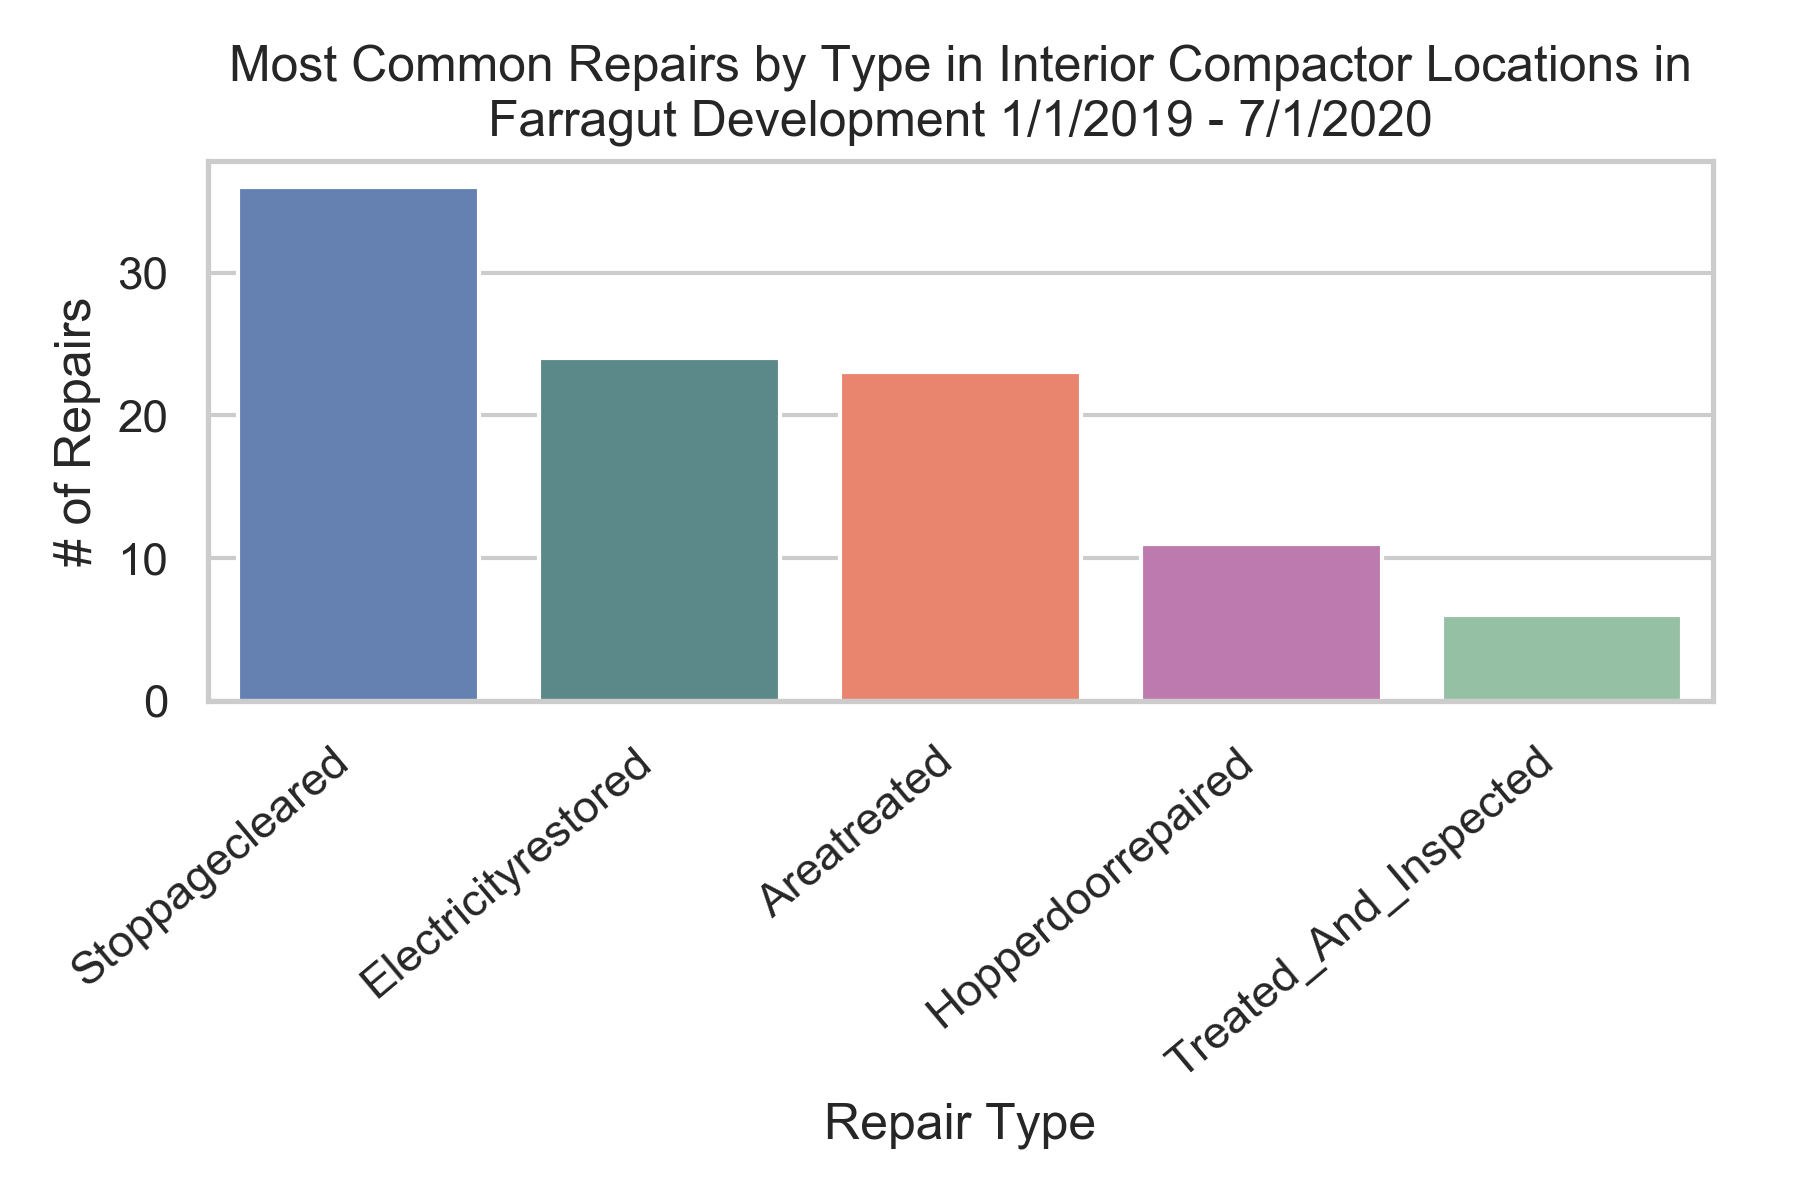 Most Common Repairs by Type in Interior Compactor Locations in
Farragut Development 1/1/2019 - 7/1/2020
# of Repairs
30
20
10
0
Stoppagecleared
Electricityrestored
Areatreated
Hopperdoorrepaired
Treated_And_Inspected
Repair Type